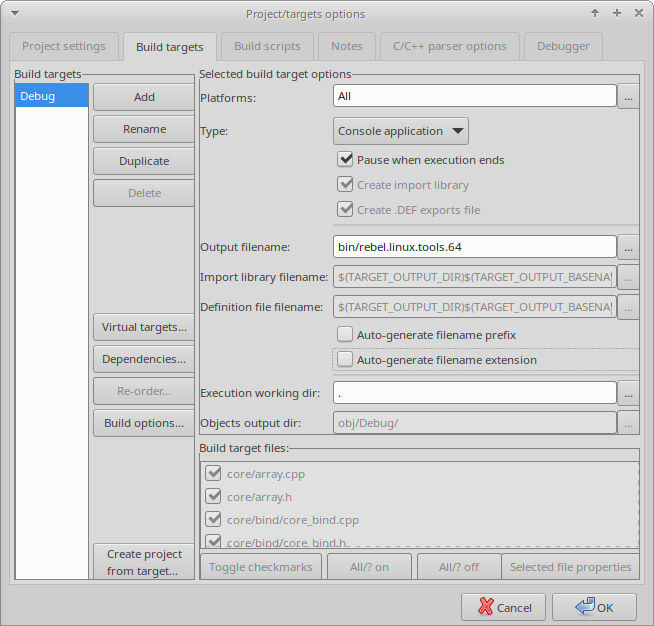 Project/targets options
Project settings
Build targets
Build scripts
Notes
C/C++ parser options
Debugger
Build targets
Debug
Add
Rename
Duplicate
Delete
Virtual targets...
Dependencies...
Re-order...
Build options...
Create project
from target...
Selected build target options
Platforms:
All
...
Type:
Console application
Pause when execution ends
Create import library
Create .DEF exports file
Output filename:
bin/rebel.linux.tools.64
...
Import library filename:
$(TARGET_OUTPUT_DIR)$(TARGET_OUTPUT_BASENA
...
Definition file filename:
$(TARGET_OUTPUT_DIR)$(TARGET_OUTPUT_BASENA
...
Auto-generate filename prefix
Auto-generate filename extension
Execution working dir:
.
...
Objects output dir:
obj/Debug/
...
Build target files:
core/array.cpp
core/array.h
core/bind/core_bind.cpp
core/bind/core_bind.h
Toggle checkmarks
All/? on
All/? off
Selected file properties
Cancel
OK